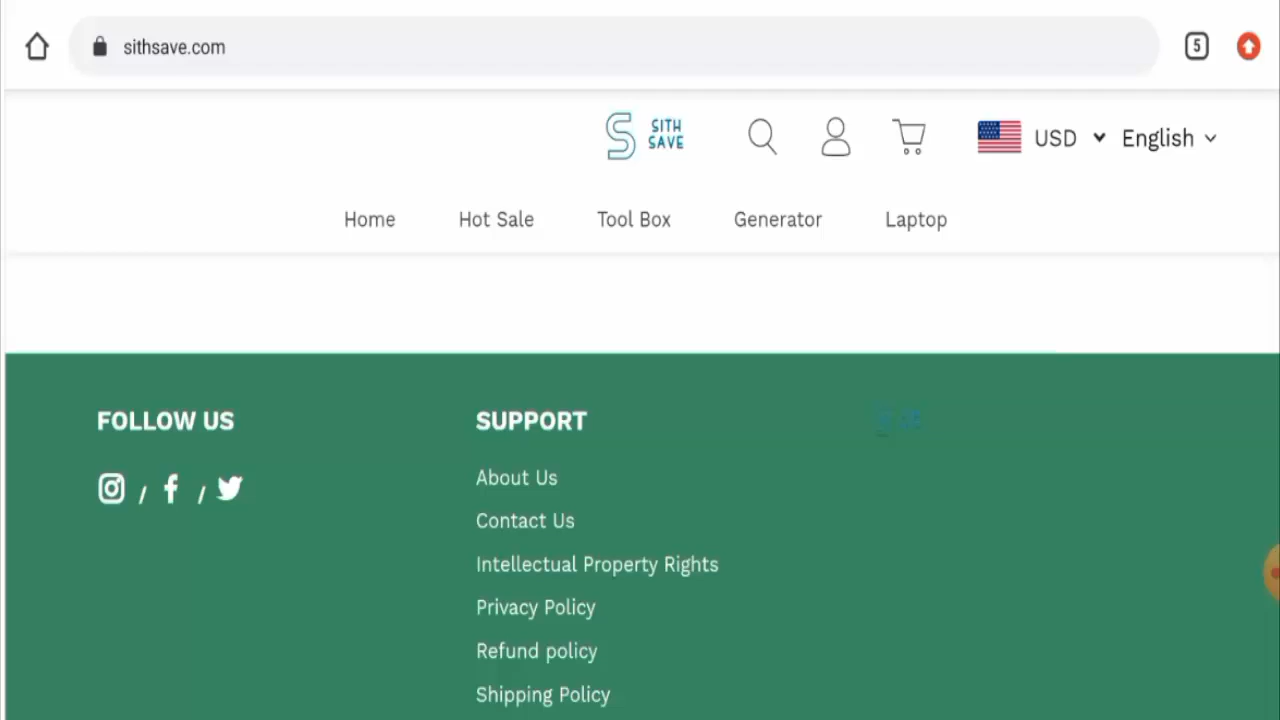 sithsave.com
5
SITH
SAVE
USD
English
Home
Hot Sale
Tool Box
Generator
Laptop
FOLLOW US
/ /
SUPPORT
About Us
Contact Us
Intellectual Property Rights
Privacy Policy
Refund policy
Shipping Policy